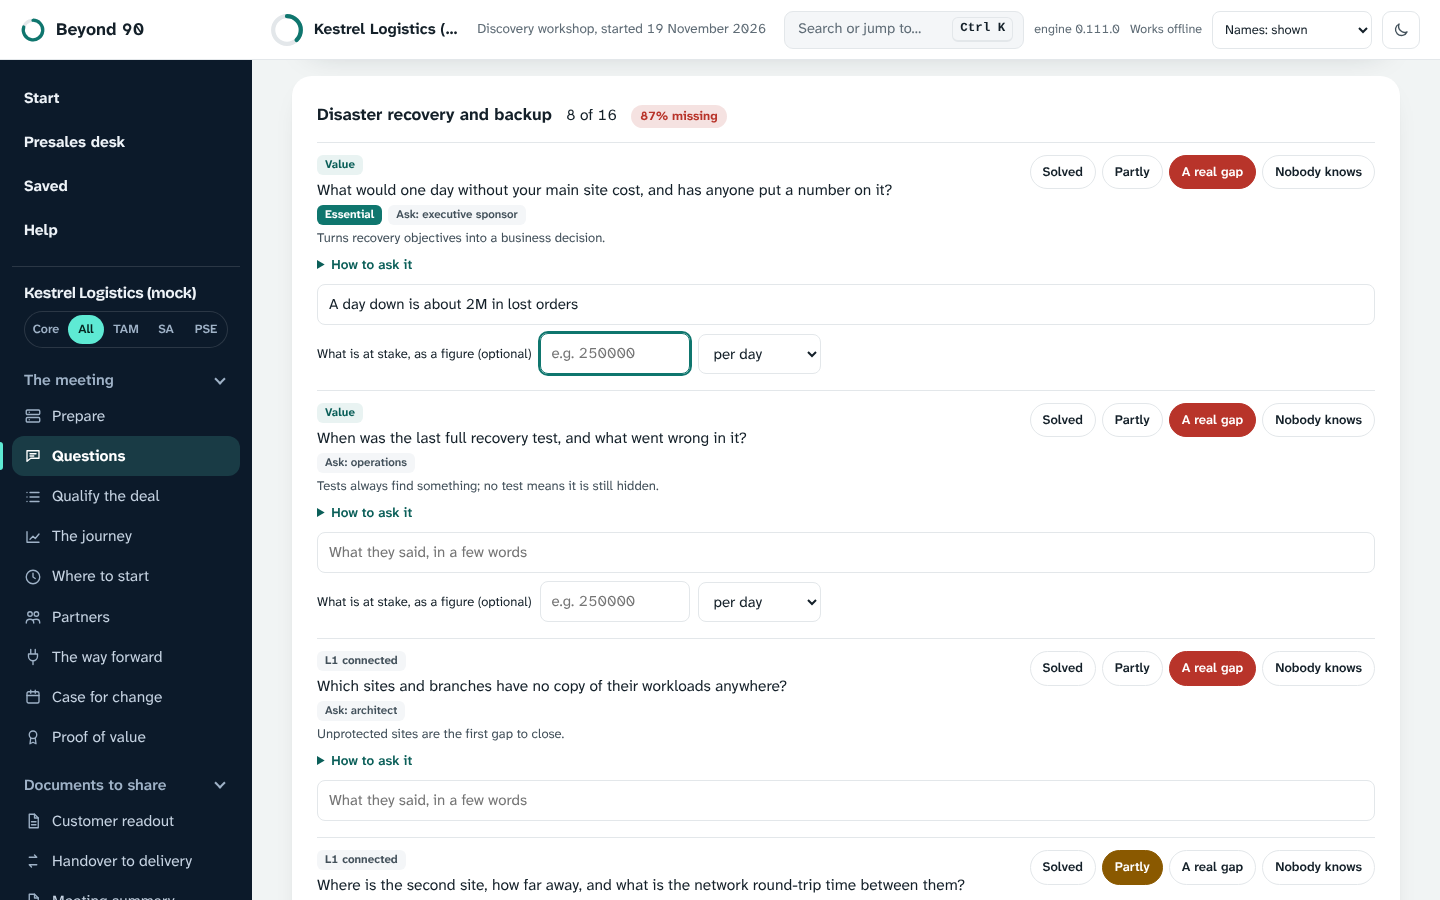 Beyond 90
Kestrel Logistics (...
Discovery workshop, started 19 November 2026
Search or jump to...
Ctrl K
engine 0.111.0
Works offline
Names: shown
Start
Presales desk
Saved
Help
Kestrel Logistics (mock)
Core
All
TAM
SA
PSE
The meeting
Prepare
Questions
Qualify the deal
The journey
Where to start
Partners
The way forward
Case for change
Proof of value
Documents to share
Customer readout
Handover to delivery
Meeting summary
Disaster recovery and backup 8 of 16 87% missing
Value
Solved Partly A real gap Nobody knows
What would one day without your main site cost, and has anyone put a number on it?
Essential Ask: executive sponsor
Turns recovery objectives into a business decision.
How to ask it
A day down is about 2M in lost orders
What is at stake, as a figure (optional) e.g. 250000 per day
Value
Solved Partly A real gap Nobody knows
When was the last full recovery test, and what went wrong in it?
Ask: operations
Tests always find something; no test means it is still hidden.
How to ask it
What they said, in a few words
What is at stake, as a figure (optional) e.g. 250000 per day
L1 connected
Solved Partly A real gap Nobody knows
Which sites and branches have no copy of their workloads anywhere?
Ask: architect
Unprotected sites are the first gap to close.
How to ask it
What they said, in a few words
L1 connected
Solved Partly A real gap Nobody knows
Where is the second site, how far away, and what is the network round-trip time between them?